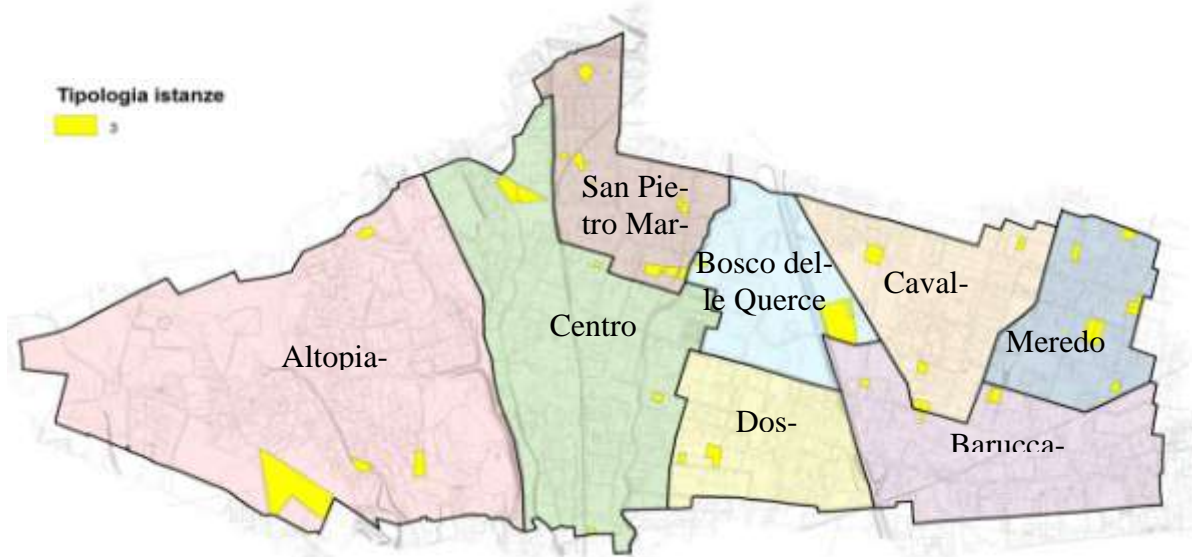 Tipologia istanze
3
San Pie-
tro Mar-
Bosco del-
le Querce
Caval-
Centro
Meredo
Altopia-
Dos-
Barucca-